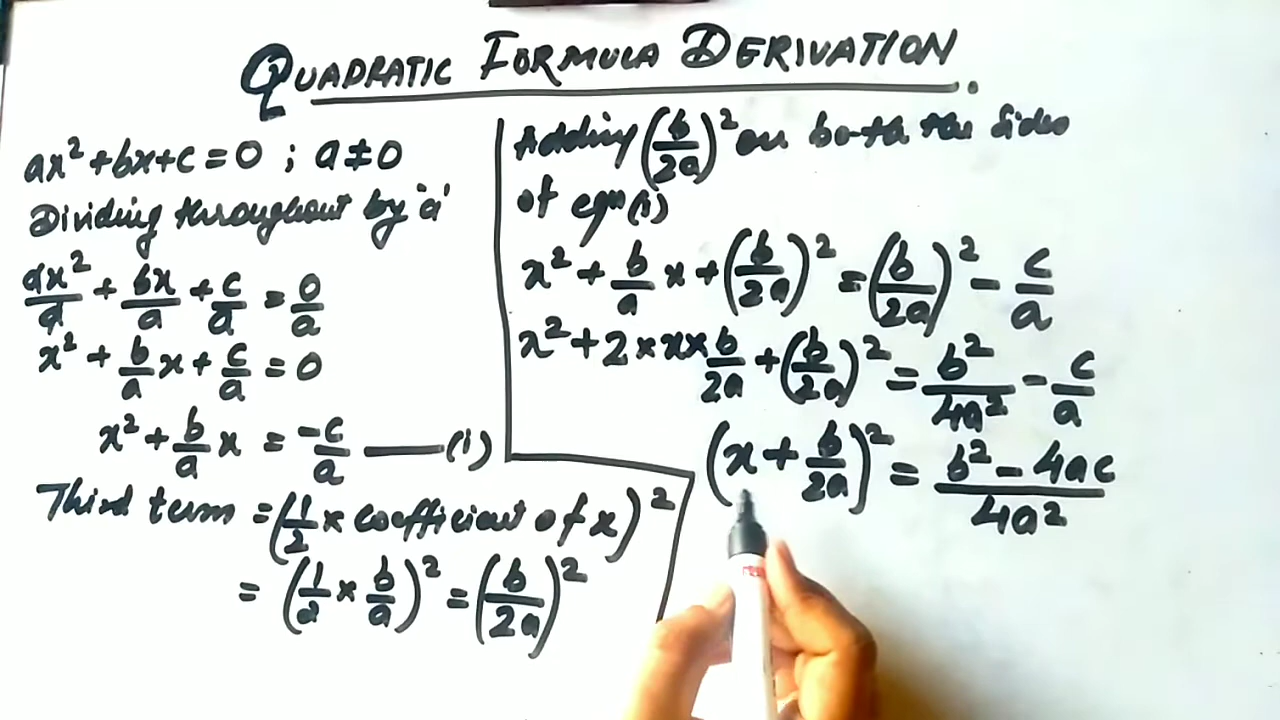 QUADRATIC FORMULA DERIVATION.
ax² + bx + c = 0 ; a ≠ 0
Dividing throughout by 'a'
ax²/a + bx/a + c/a = 0/a
x² + b/a x + c/a = 0
x² + b/a x = -c/a ——(i)
Third term = (1/2 × coefficient of x)²
= (1/2 × b/a)² = (b/2a)²
Adding (b/2a)² on both the sides
of eqn (i)
x² + b/a x + (b/2a)² = (b/2a)² - c/a
x² + 2 × x × b/2a + (b/2a)² = b²/4a² - c/a
(x + b/2a)² = b² - 4ac/4a²